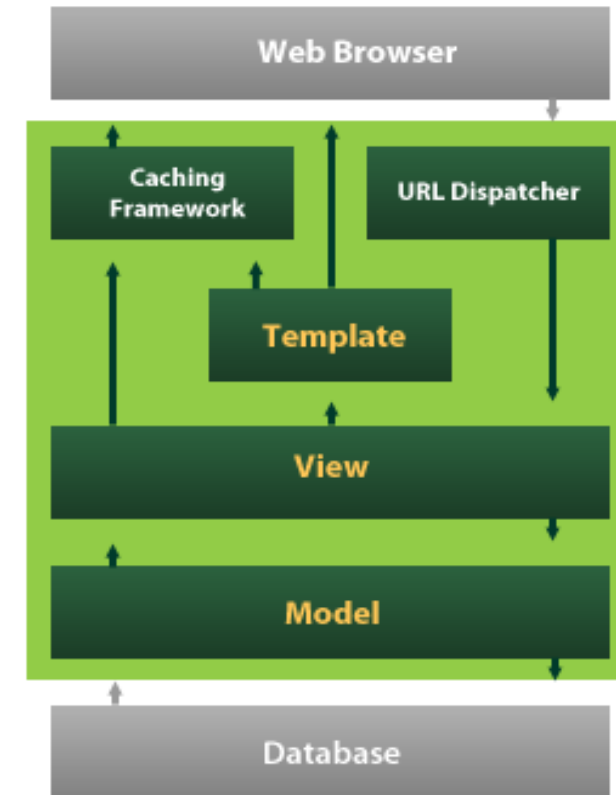 Web Browser
Caching
Framework
URL Dispatcher
Template
View
Model
Database